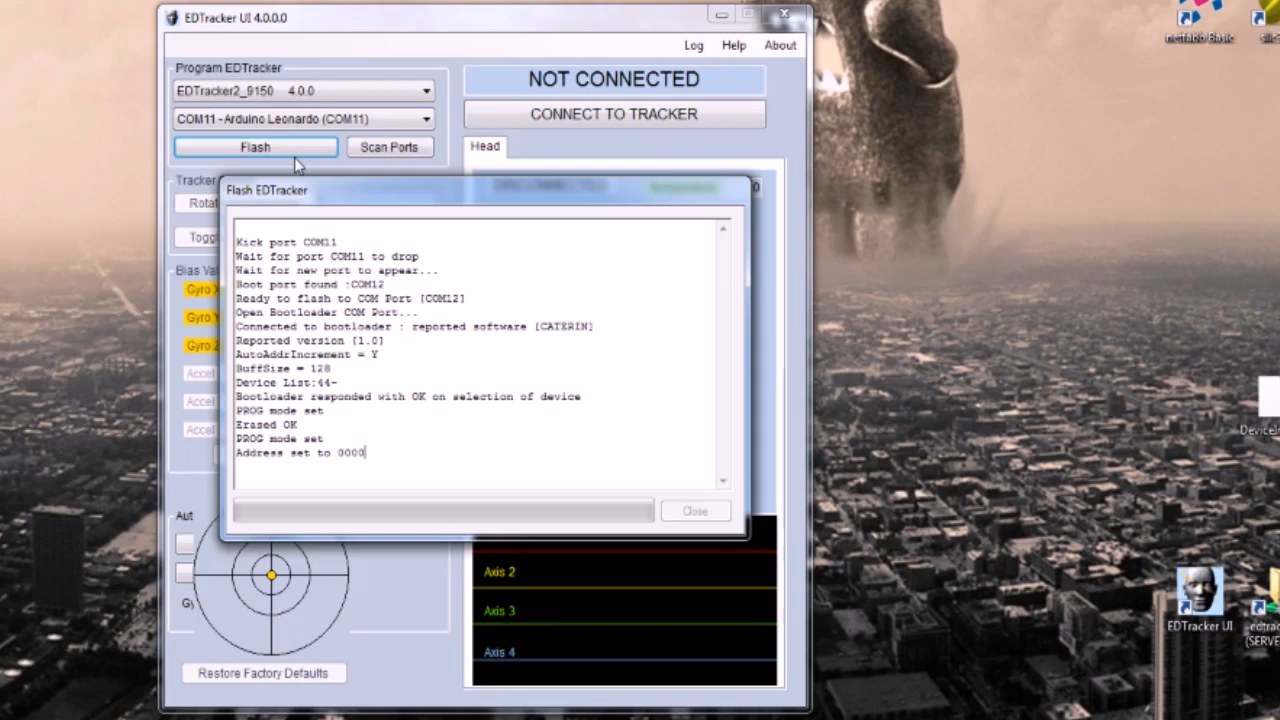 EDTracker UI 4.0.0.0
Log Help About
Program EDTracker
EDTracker2_9150 4.0.0
COM11 - Arduino Leonardo (COM11)
Flash
Scan Ports
NOT CONNECTED
CONNECT TO TRACKER
Head
Tracker
Flash EDTracker
Kick port COM11
Wait for port COM11 to drop
Wait for new port to appear...
Boot port found :COM12
Ready to flash to COM Port [COM12]
Open Bootloader COM Port...
Connected to bootloader : reported software [CATERIN]
Reported version [1.0]
AutoAddrIncrement = Y
BuffSize = 128
Device List:44-
Bootloader responded with OK on selection of device
PROG mode set
Erased OK
PROG mode set
Address set to 0000
Close
Rotat
Togg
Bias Val
Gyro X
Gyro Y
Gyro Z
Accel
Accel
Accel
Aut
Gy
Restore Factory Defaults
Axis 2
Axis 3
Axis 4
netfabb Basic
EDTracker UI